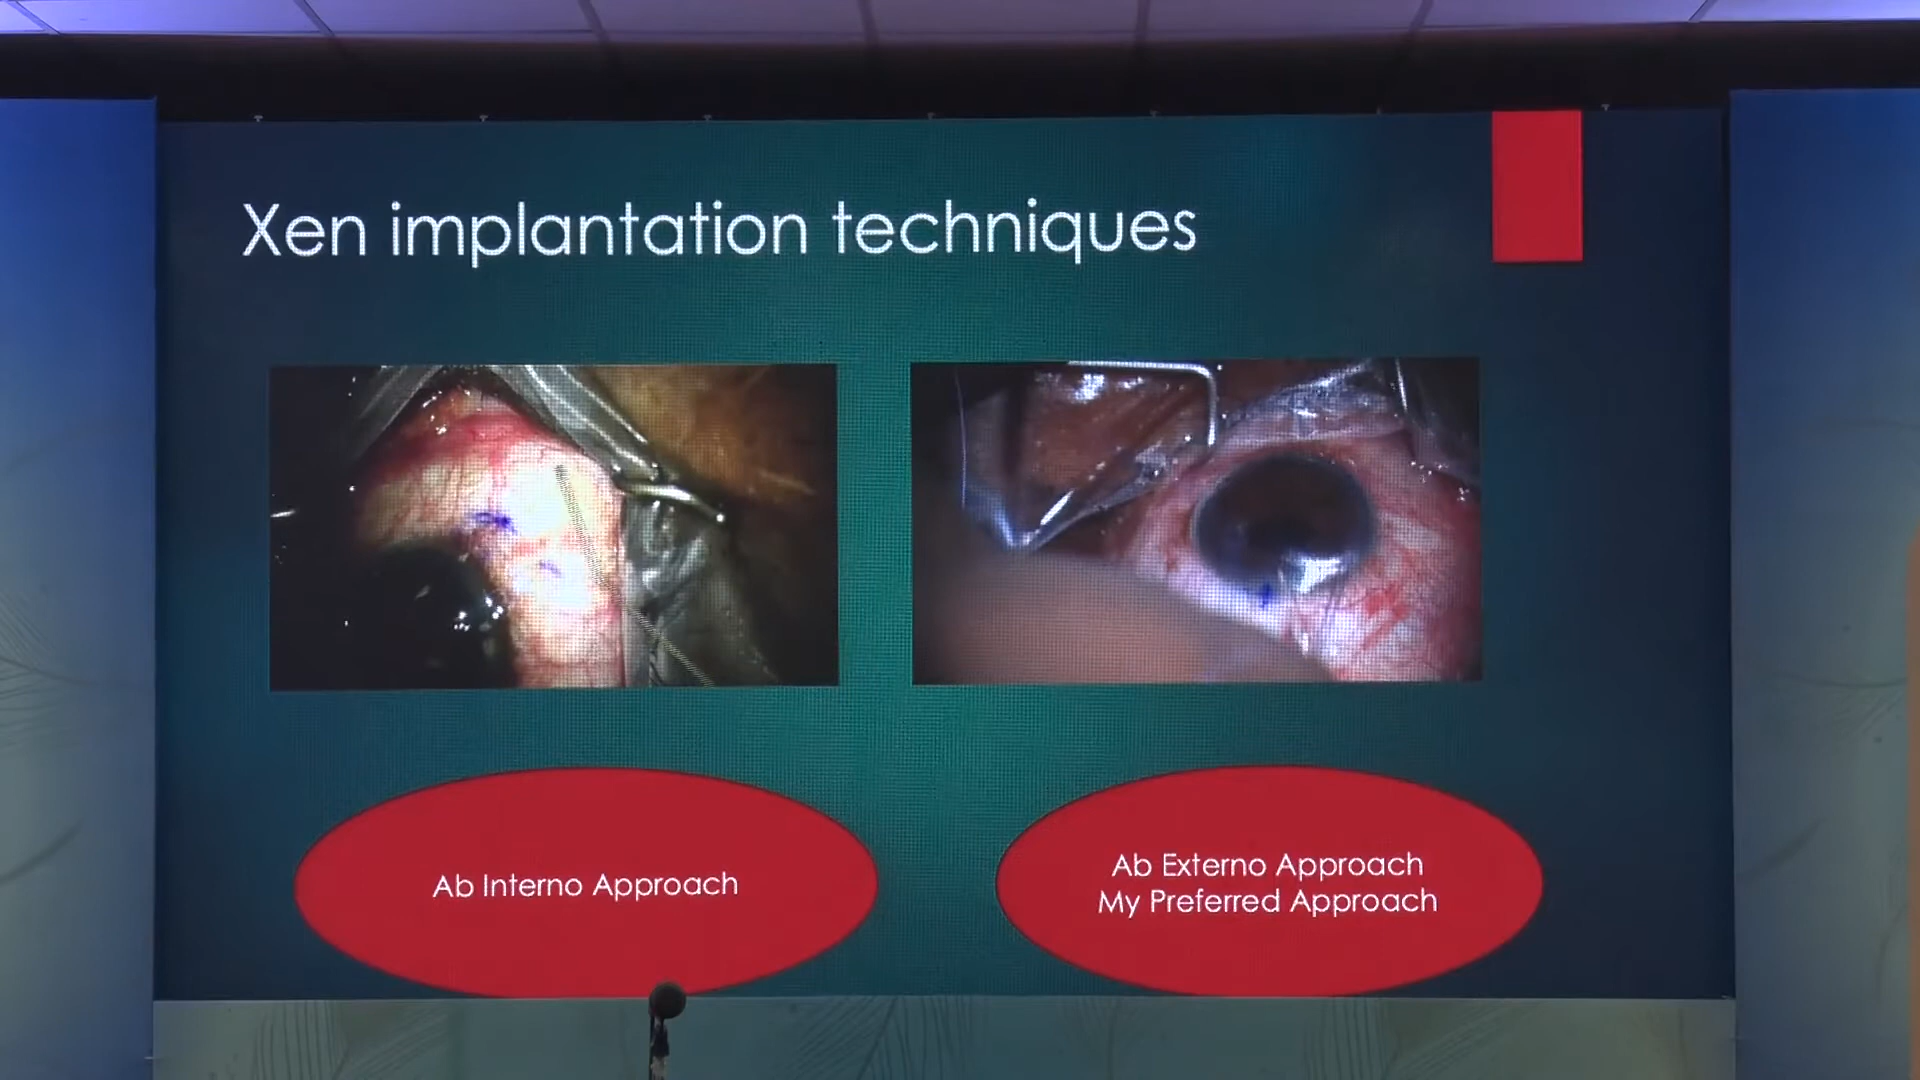 Xen implantation techniques
Ab Interno Approach
Ab Externo Approach
My Preferred Approach